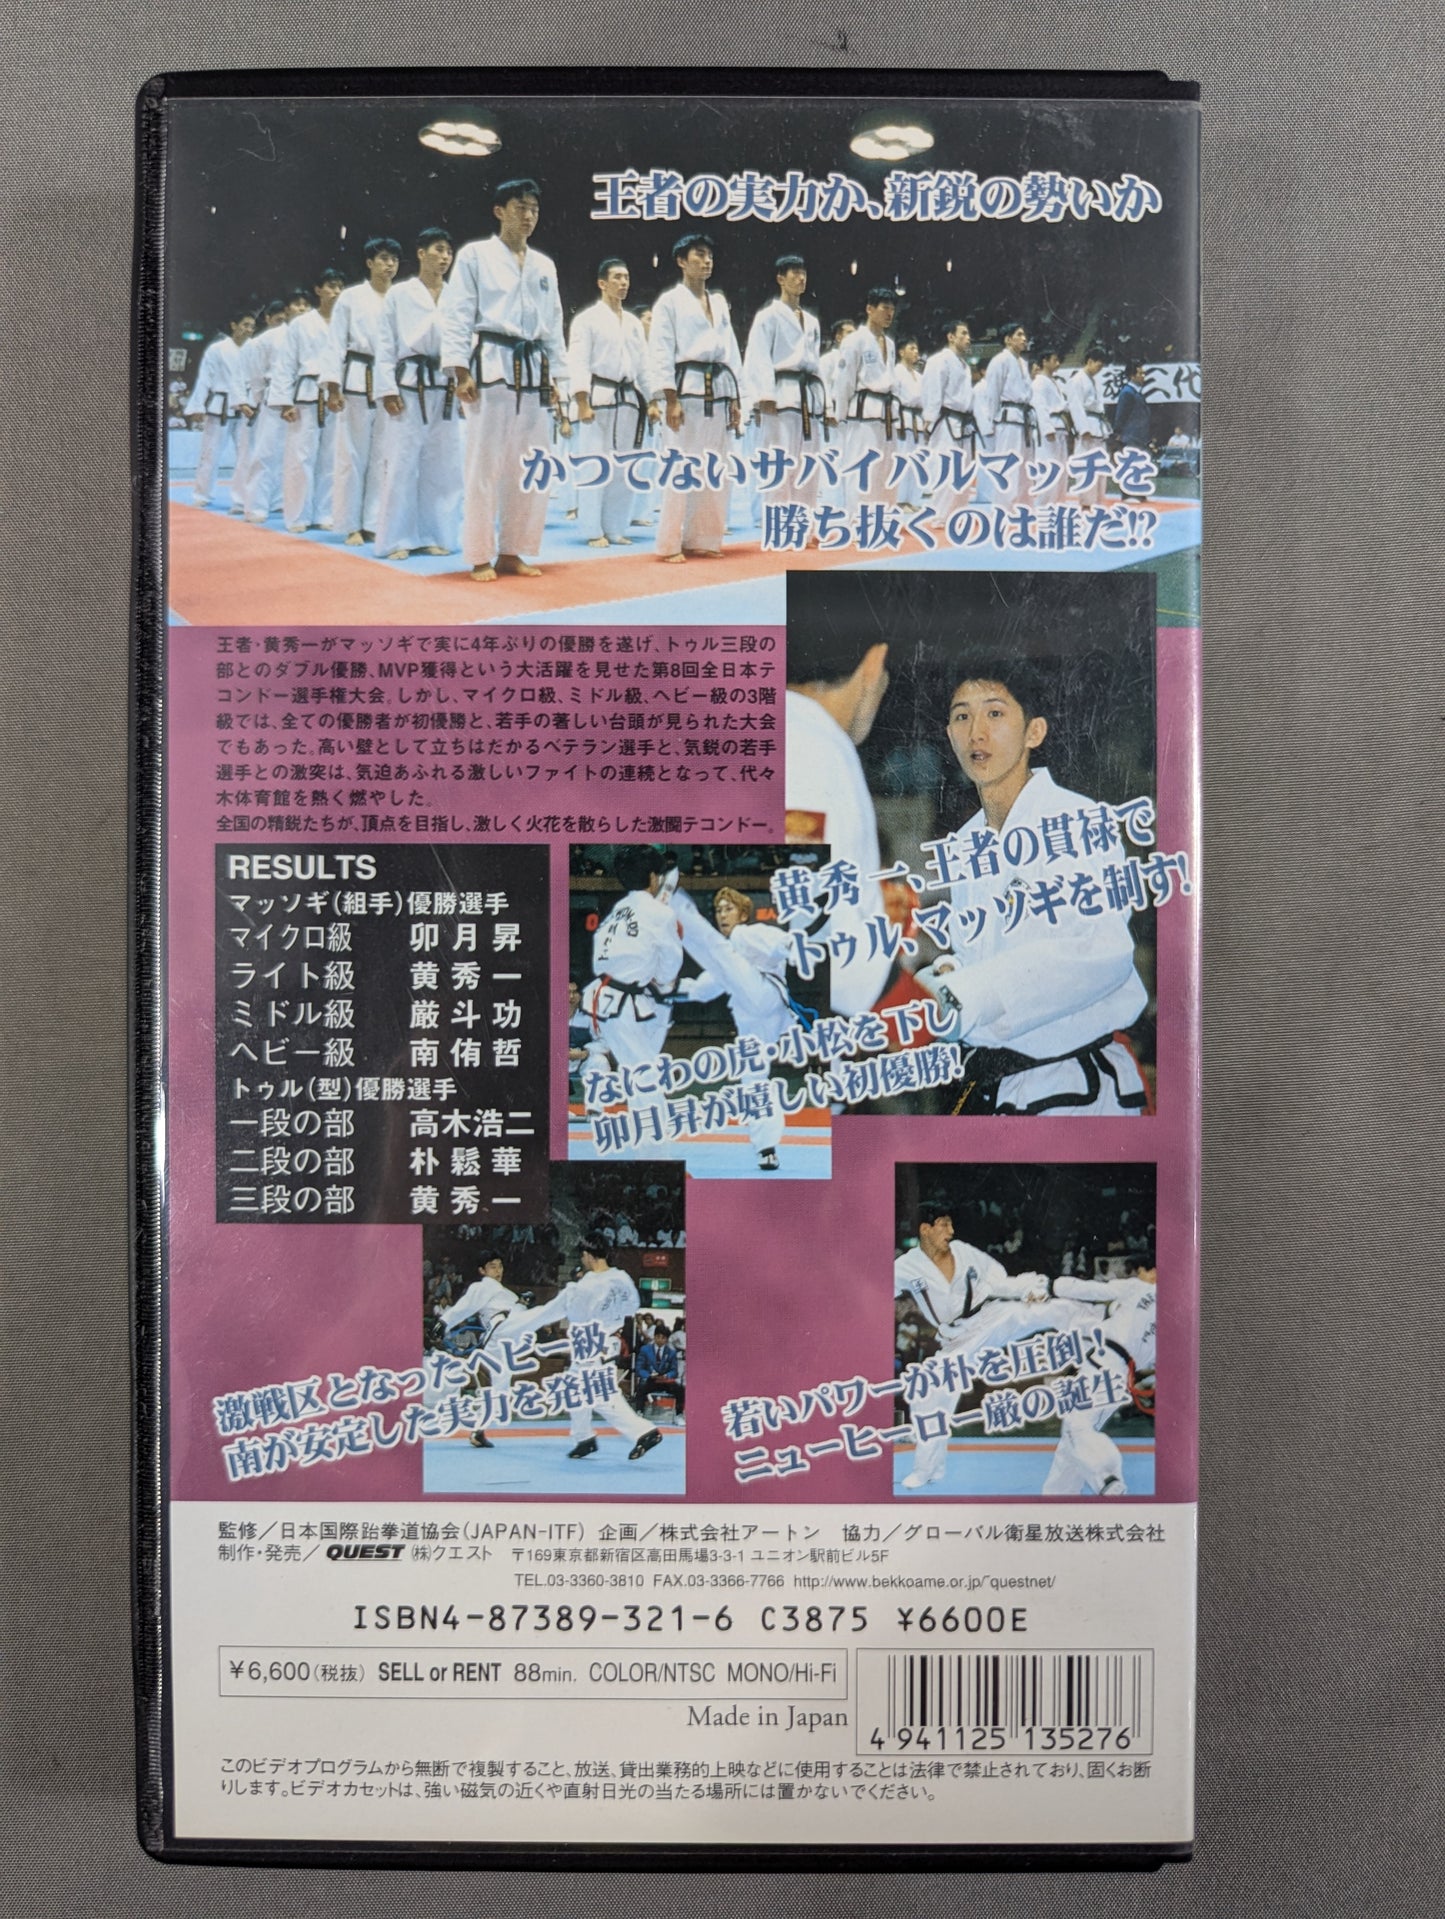 王者の実力か、新鋭の勢いか
魂三代
かつてないサバイバルマッチを
勝ち抜くのは誰だ!?
王者・黄秀一がマッソギで実に4年ぶりの優勝を遂げ、トゥル三段の
部とのダブル優勝、MVP獲得という大活躍を見せた第8回全日本テ
コンドー選手権大会。しかし、マイクロ級、ミドル級、ヘビー級の3階
級では、全ての優勝者が初優勝と、若手の著しい台頭が見られた大会
でもあった。高い壁として立ちはだかるベテラン選手と、気鋭の若手
選手との激突は、気迫あふれる激しいファイトの連続となって、代々
木体育館を熱く燃やした。
全国の精鋭たちが、頂点を目指し、激しく火花を散らした激闘テコンドー。
黄秀一、王者の貫禄で
トゥル、マッソギを制す!
RESULTS
マッソギ(組手)優勝選手
マイクロ級 卯月昇
ライト級 黄秀一
ミドル級 厳斗功
ヘビー級 南侑哲
トゥル(型)優勝選手
一段の部 高木浩二
二段の部 朴鬆華
三段の部 黄秀一
なにわの虎・小松を下し
卯月昇が嬉しい初優勝!
激戦区となったヘビー級
南が安定した実力を発揮
若いパワーが朴を圧倒!
ニューヒーロー厳の誕生
監修/日本国際跆拳道協会(JAPAN-ITF) 企画/株式会社アートン 協力/グローバル衛星放送株式会社
制作・発売/QUEST ㈱クエスト 〒169東京都新宿区高田馬場3-3-1 ユニオン駅前ビル5F
TEL.03-3360-3810 FAX.03-3366-7766 http://www.bekkoame.or.jp/~questnet/
ISBN4-87389-321-6 C3875 ¥6600E
¥6,600(税抜) SELL or RENT 88min. COLOR/NTSC MONO/Hi-Fi
Made in Japan
4 941125 135276
このビデオプログラムから無断で複製すること、放送、貸出業務的上映などに使用することは法律で禁止されており、固くお断
りします。ビデオカセットは、強い磁気の近くや直射日光の当たる場所には置かないでください。